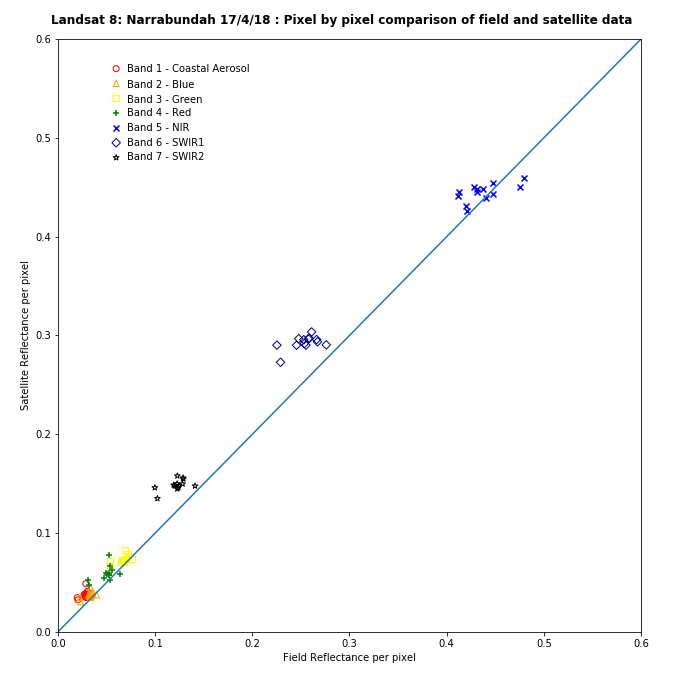 Landsat 8: Narrabundah 17/4/18 : Pixel by pixel comparison of field and satellite data
0.6
Band 1 - Coastal Aerosol
Band 2 - Blue
Band 3 - Green
Band 4 - Red
Band 5 - NIR
Band 6 - SWIR1
Band 7 - SWIR2
0.5
0.4
0.3
0.2
0.1
0.0
Satellite Reflectance per pixel
0.0 0.1 0.2 0.3 0.4 0.5 0.6
Field Reflectance per pixel